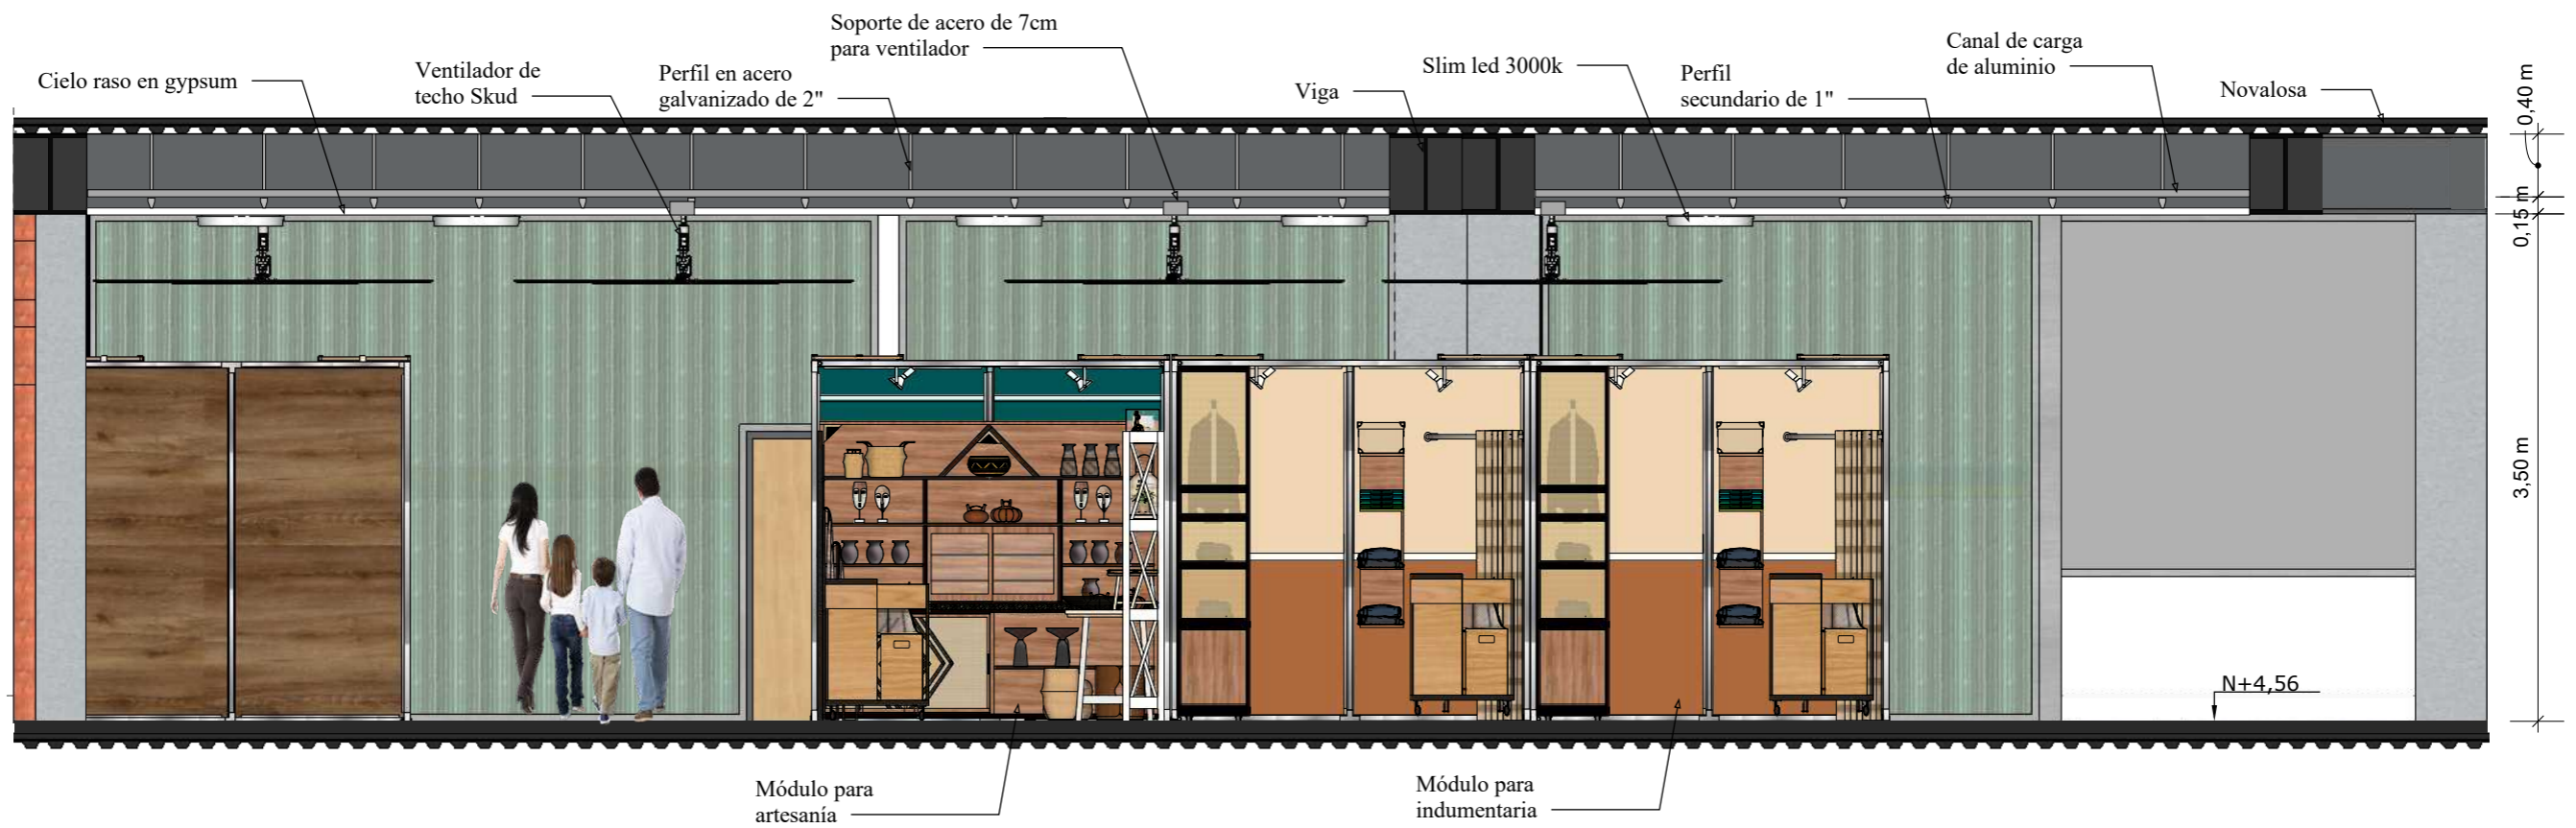 Soporte de acero de 7cm
para ventilador
Canal de carga
de aluminio
Cielo raso en gypsum
Ventilador de
techo Skud
Perfil en acero
galvanizado de 2"
Viga
Slim led 3000k
Perfil
secundario de 1"
Novalosa
0,40 m
0,15 m
3,50 m
N+4,56
Módulo para
artesanía
Módulo para
indumentaria